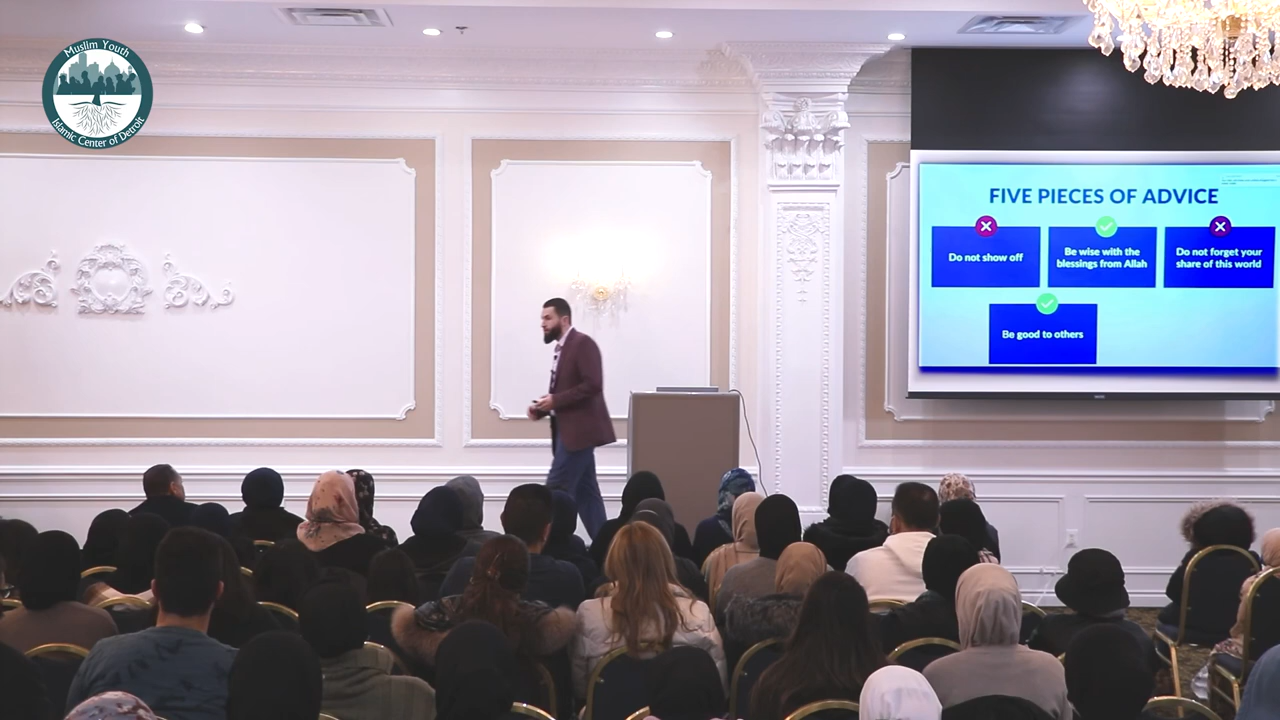 Muslim Youth
Islamic Center of Detroit
FIVE PIECES OF ADVICE
Do not show off
Be wise with the
blessings from Allah
Do not forget your
share of this world
Be good to others